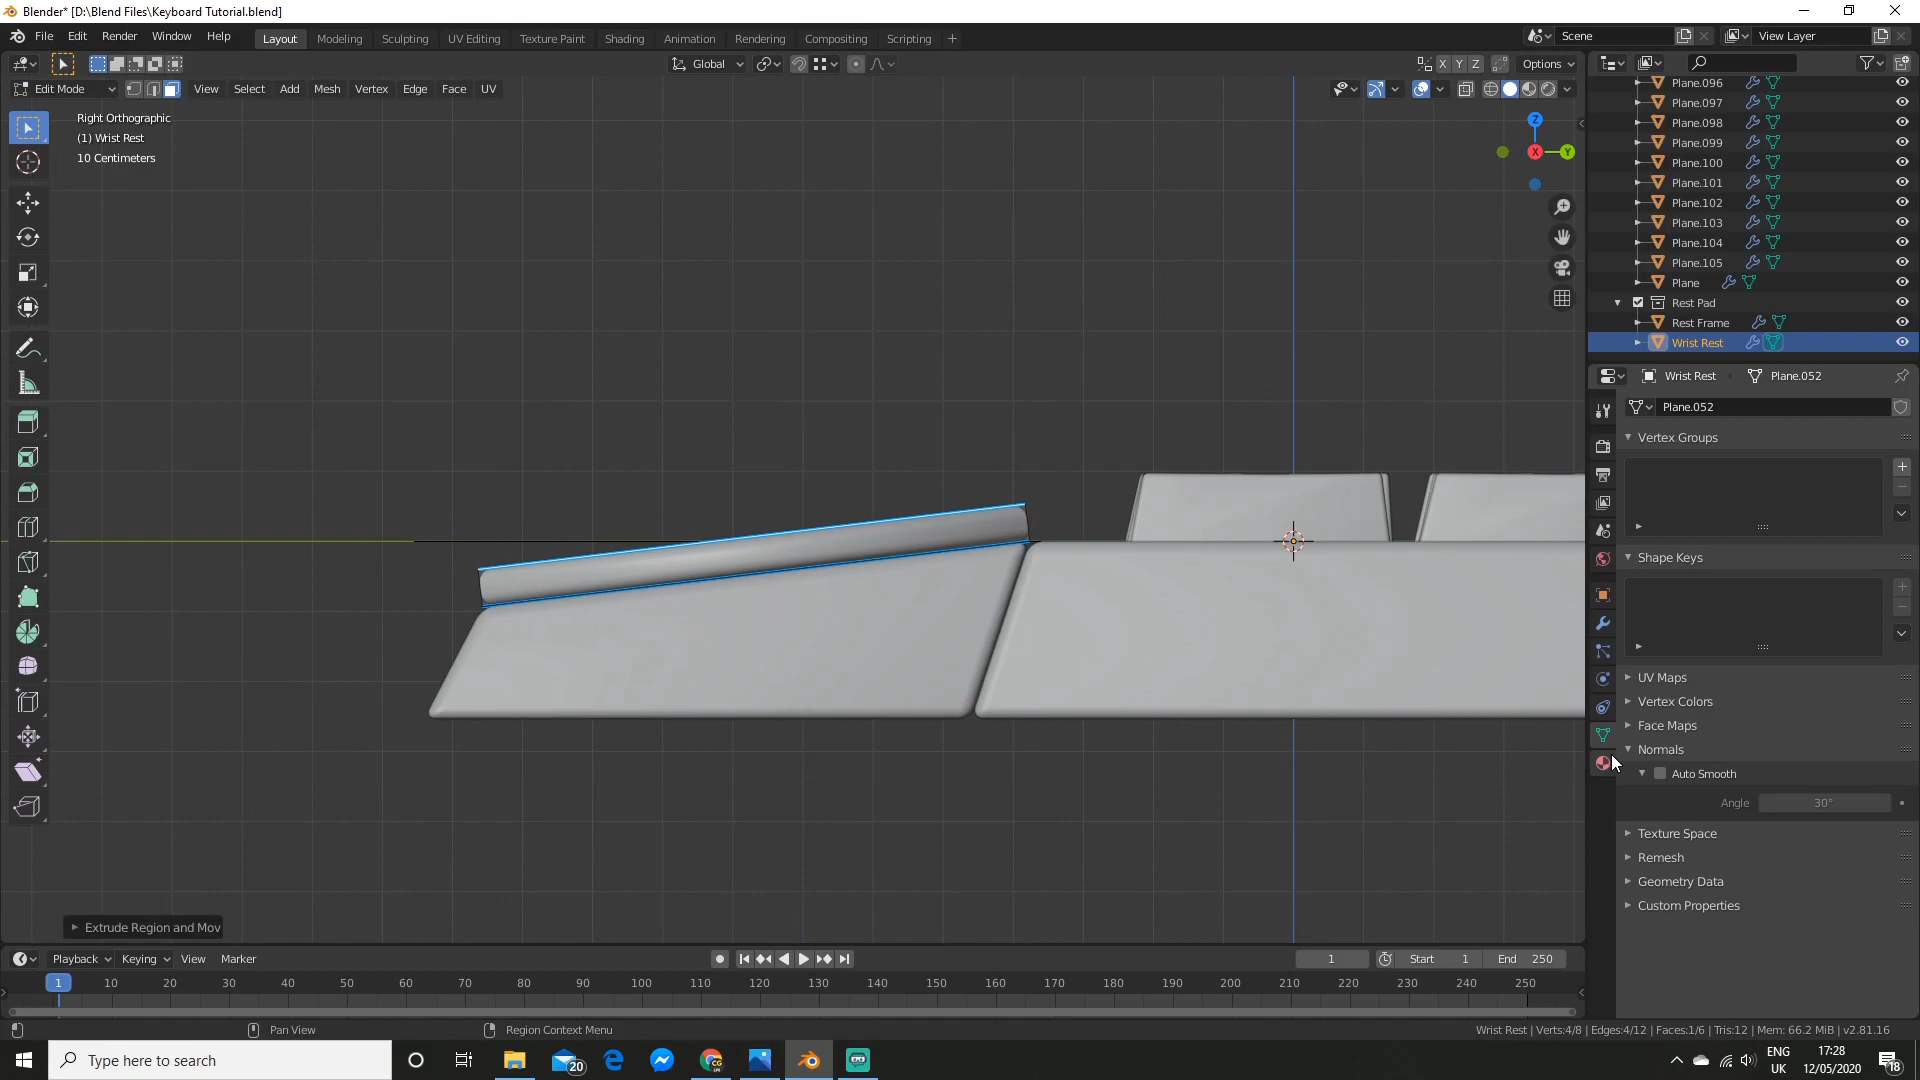 Blender* [D:\Blend Files\Keyboard Tutorial.blend]
File Edit Render Window Help
Layout Modeling Sculpting UV Editing Texture Paint Shading Animation Rendering Compositing Scripting
Scene
View Layer
Global
X Y Z
Options
Edit Mode
View Select Add Mesh Vertex Edge Face UV
Right Orthographic
(1) Wrist Rest
10 Centimeters
Z
X
Y
Plane.096
Plane.097
Plane.098
Plane.099
Plane.100
Plane.101
Plane.102
Plane.103
Plane.104
Plane.105
Plane
Rest Pad
Rest Frame
Wrist Rest
Wrist Rest Plane.052
Plane.052
Vertex Groups
Shape Keys
UV Maps
Vertex Colors
Face Maps
Normals
Auto Smooth
Angle 30°
Texture Space
Remesh
Geometry Data
Custom Properties
Extrude Region and Mov
Playback Keying View Marker
1
Start 1
End 250
1 10 20 30 40 50 60 70 80 90 100 110 120 130 140 150 160 170 180 190 200 210 220 230 240 250
Pan View
Region Context Menu
Wrist Rest | Verts:4/8 | Edges:4/12 | Faces:1/6 | Tris:12 | Mem: 66.2 MiB | v2.81.16
Type here to search
20
ENG
UK
17:28
12/05/2020
18